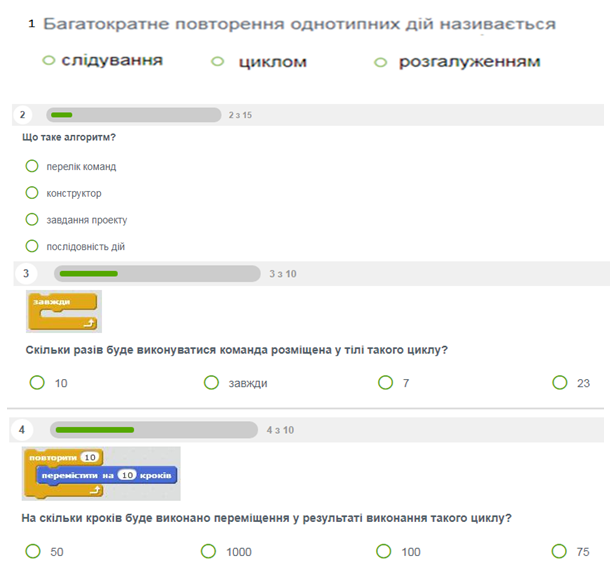 1 Багатократне повторення однотипних дій називається
слідування циклом розгалуженням
2 2 з 15
Що таке алгоритм?
перелік команд
конструктор
завдання проекту
послідовність дій
3 3 з 10
завжди
Скільки разів буде виконуватися команда розміщена у тілі такого циклу?
10 завжди 7 23
4 4 з 10
повторити 10
перемістити на 10 кроків
На скільки кроків буде виконано переміщення у результаті виконання такого циклу?
50 1000 100 75